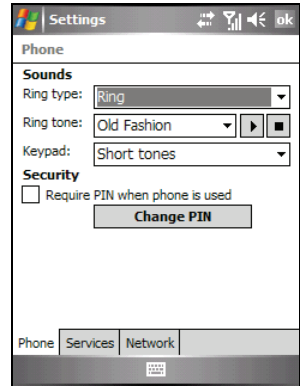 Settings ok
Phone
Sounds
Ring type: Ring
Ring tone: Old Fashion
Keypad: Short tones
Security
Require PIN when phone is used
Change PIN
Phone Services Network